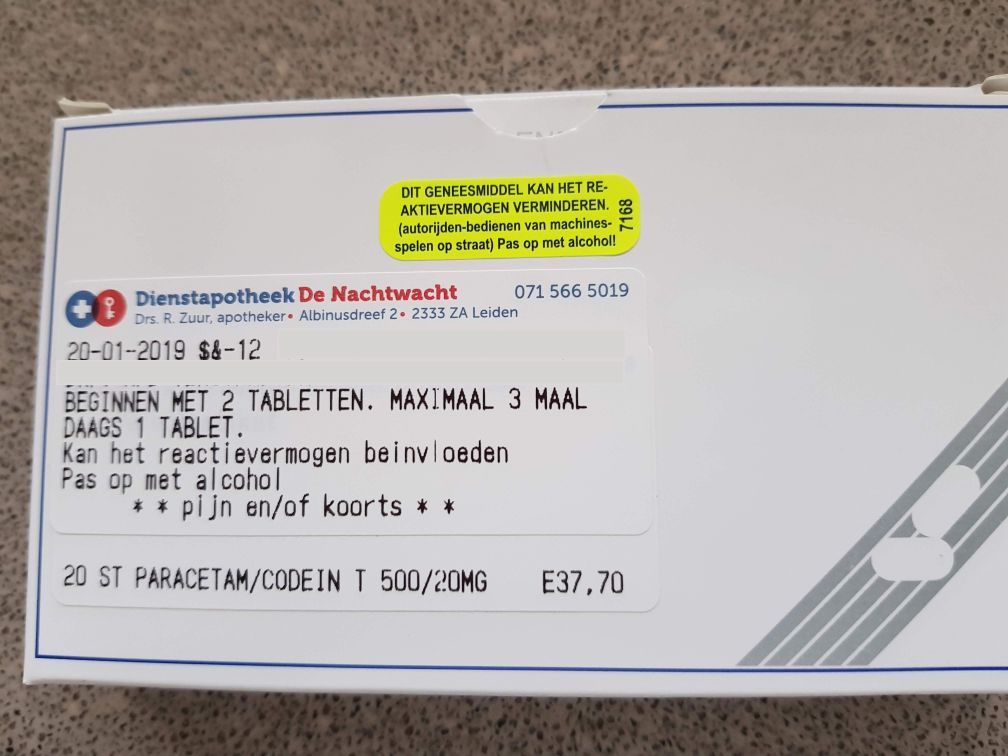 DIT GENEESMIDDEL KAN HET RE-
AKTIEVERMOGEN VERMINDEREN.
(autorijden-bedienen van machines-
spelen op straat) Pas op met alcohol!
7168
Dienstapotheek De Nachtwacht 071 566 5019
Drs. R. Zuur, apotheker • Albinusdreef 2 • 2333 ZA Leiden
20-01-2019 $&-12
BEGINNEN MET 2 TABLETTEN. MAXIMAAL 3 MAAL
DAAGS 1 TABLET.
Kan het reactievermogen beinvloeden
Pas op met alcohol
* * pijn en/of koorts * *
20 ST PARACETAM/CODEIN T 500/20MG E37,70